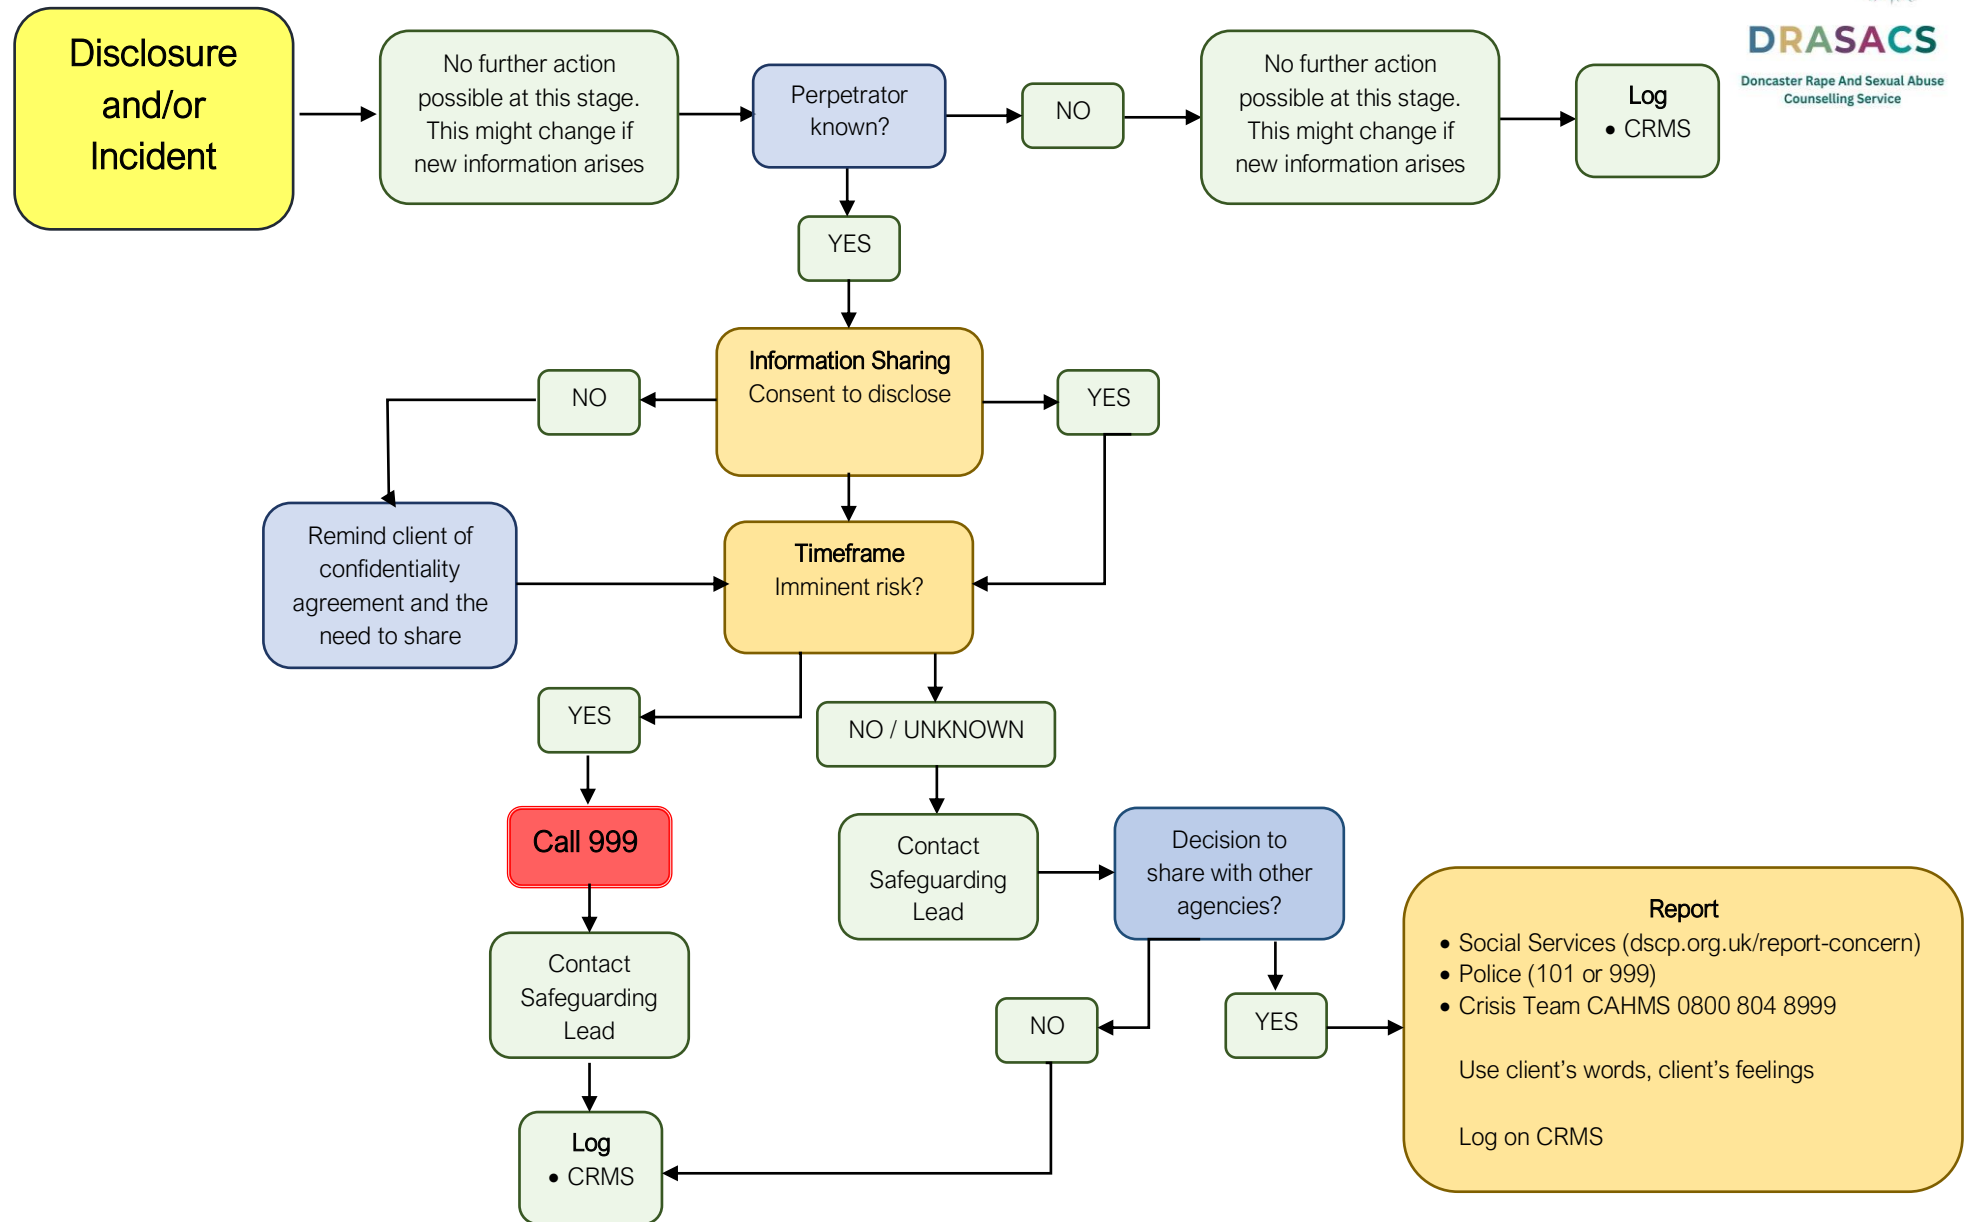 Disclosure
and/or
Incident
No further action
possible at this stage.
This might change if
new information arises
Perpetrator
known?
NO
No further action
possible at this stage.
This might change if
new information arises
Log
• CRMS
DRASACS
Doncaster Rape And Sexual Abuse
Counselling Service
YES
Information Sharing
Consent to disclose
NO
YES
Remind client of
confidentiality
agreement and the
need to share
Timeframe
Imminent risk?
YES
NO / UNKNOWN
Call 999
Contact
Safeguarding
Lead
Decision to
share with other
agencies?
Contact
Safeguarding
Lead
NO
YES
Report
• Social Services (dscp.org.uk/report-concern)
• Police (101 or 999)
• Crisis Team CAHMS 0800 804 8999
Use client’s words, client’s feelings
Log on CRMS
Log
• CRMS